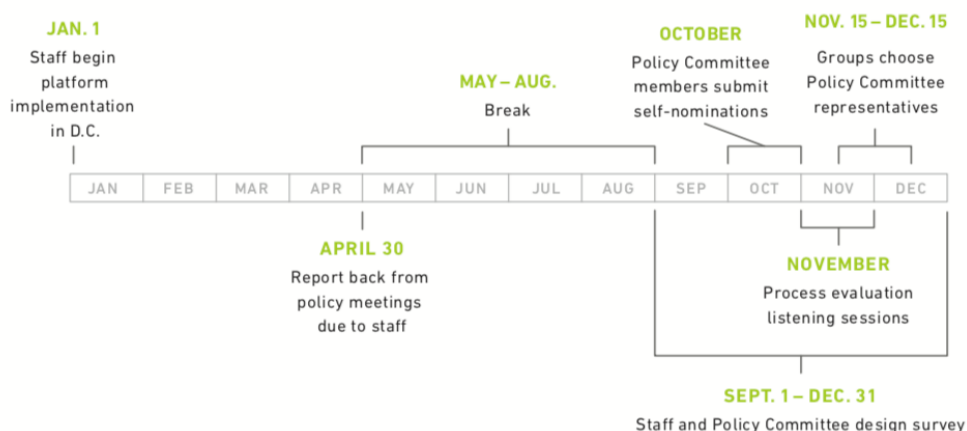 JAN. 1
Staff begin
platform
implementation
in D.C.
MAY – AUG.
Break
OCTOBER
Policy Committee
members submit
self-nominations
NOV. 15 – DEC. 15
Groups choose
Policy Committee
representatives
JAN FEB MAR APR MAY JUN JUL AUG SEP OCT NOV DEC
APRIL 30
Report back from
policy meetings
due to staff
NOVEMBER
Process evaluation
listening sessions
SEPT. 1 – DEC. 31
Staff and Policy Committee design survey